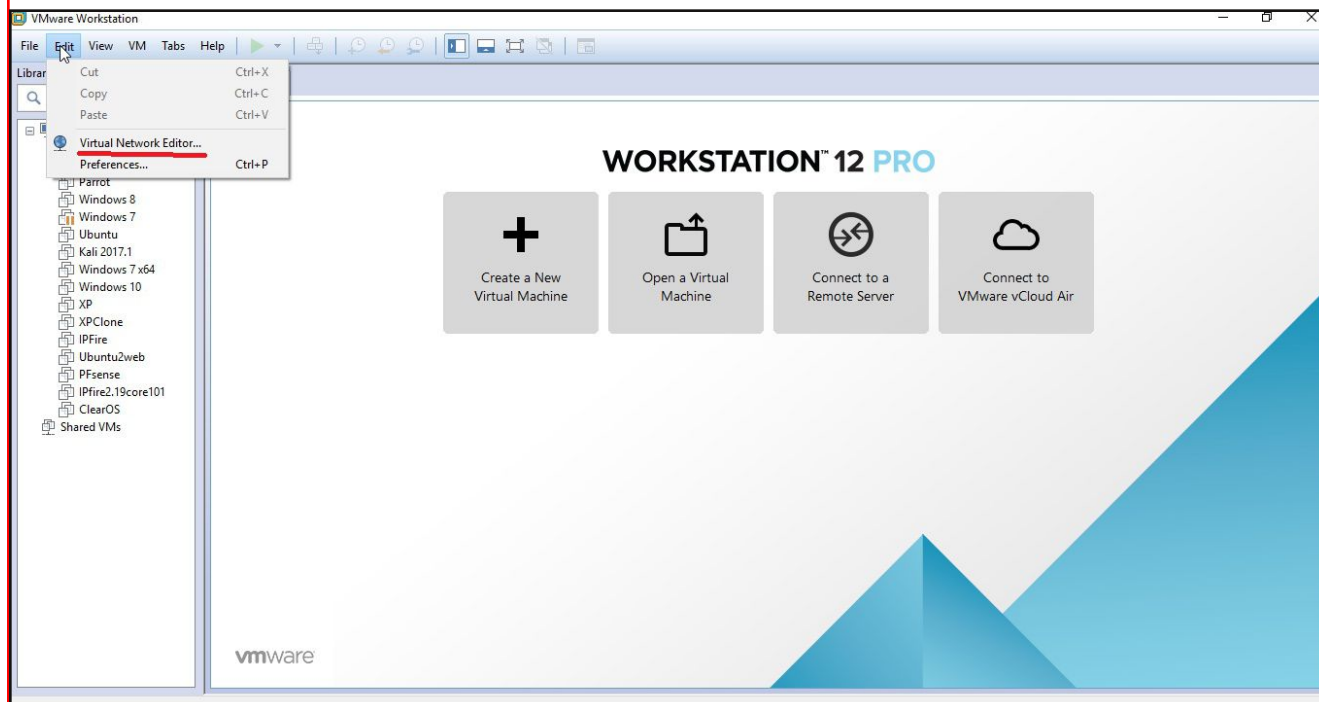 VMware Workstation
File Edit View VM Tabs Help
Librar
Cut Ctrl+X
Copy Ctrl+C
Paste Ctrl+V
Virtual Network Editor...
Preferences... Ctrl+P
Parrot
Windows 8
Windows 7
Ubuntu
Kali 2017.1
Windows 7 x64
Windows 10
XP
XPClone
IPFire
Ubuntu2web
PFsense
IPfire2.19core101
ClearOS
Shared VMs
WORKSTATION™ 12 PRO
Create a New
Virtual Machine
Open a Virtual
Machine
Connect to a
Remote Server
Connect to
VMware vCloud Air
vmware